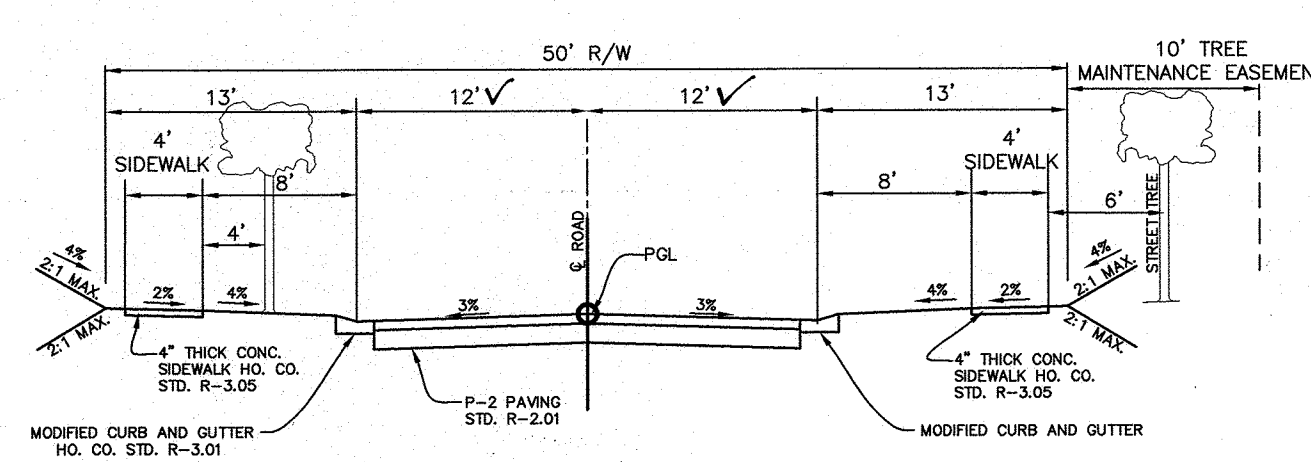 50' R/W
10' TREE
MAINTENANCE EASEMEN
13'
12' ✓
12' ✓
13'
4'
SIDEWALK
8'
4'
4'
SIDEWALK
8'
6'
STREET TREE
℄ ROAD
PGL
4%
2:1 MAX.
2:1 MAX.
2%
4%
3%
3%
4%
2%
4%
2:1 MAX.
2:1 MAX.
4" THICK CONC.
SIDEWALK HO. CO.
STD. R-3.05
P-2 PAVING
STD. R-2.01
4" THICK CONC.
SIDEWALK HO. CO.
STD. R-3.05
MODIFIED CURB AND GUTTER
HO. CO. STD. R-3.01
MODIFIED CURB AND GUTTER